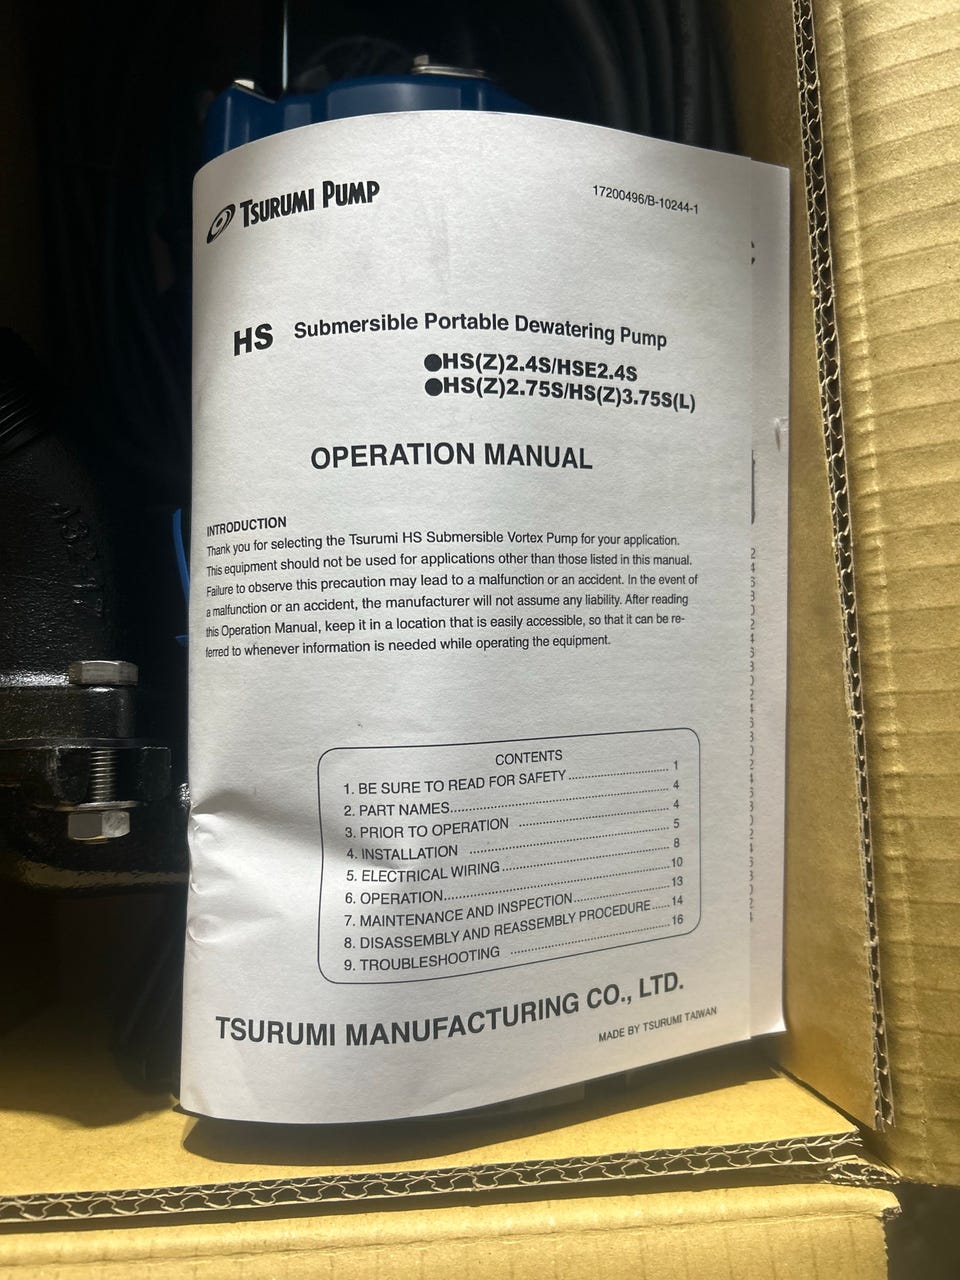 TSURUMI PUMP
17200496/B-10244-1
HS Submersible Portable Dewatering Pump
●HS(Z)2.4S/HSE2.4S
●HS(Z)2.75S/HS(Z)3.75S(L)
OPERATION MANUAL
INTRODUCTION
Thank you for selecting the Tsurumi HS Submersible Vortex Pump for your application.
This equipment should not be used for applications other than those listed in this manual.
Failure to observe this precaution may lead to a malfunction or an accident. In the event of
a malfunction or an accident, the manufacturer will not assume any liability. After reading
this Operation Manual, keep it in a location that is easily accessible, so that it can be re-
ferred to whenever information is needed while operating the equipment.
CONTENTS
1. BE SURE TO READ FOR SAFETY 1
2. PART NAMES 4
3. PRIOR TO OPERATION 4
4. INSTALLATION 5
5. ELECTRICAL WIRING 8
6. OPERATION 10
7. MAINTENANCE AND INSPECTION 13
8. DISASSEMBLY AND REASSEMBLY PROCEDURE 14
9. TROUBLESHOOTING 16
TSURUMI MANUFACTURING CO., LTD.
MADE BY TSURUMI TAIWAN